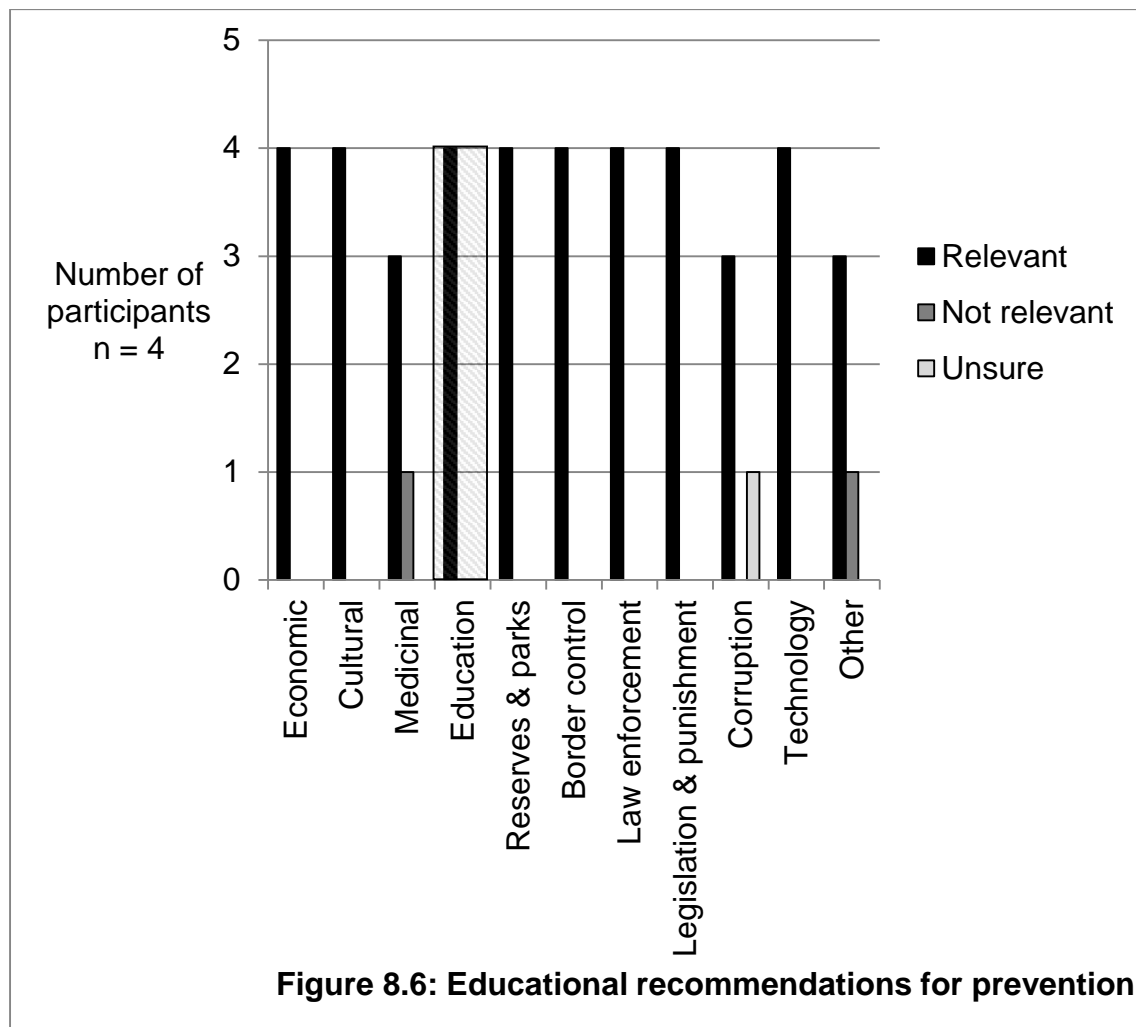 5
4
3
2
1
0
Number of
participants
n = 4
Relevant
Not relevant
Unsure
Economic
Cultural
Medicinal
Education
Reserves & parks
Border control
Law enforcement
Legislation & punishment
Corruption
Technology
Other
Figure 8.6: Educational recommendations for prevention